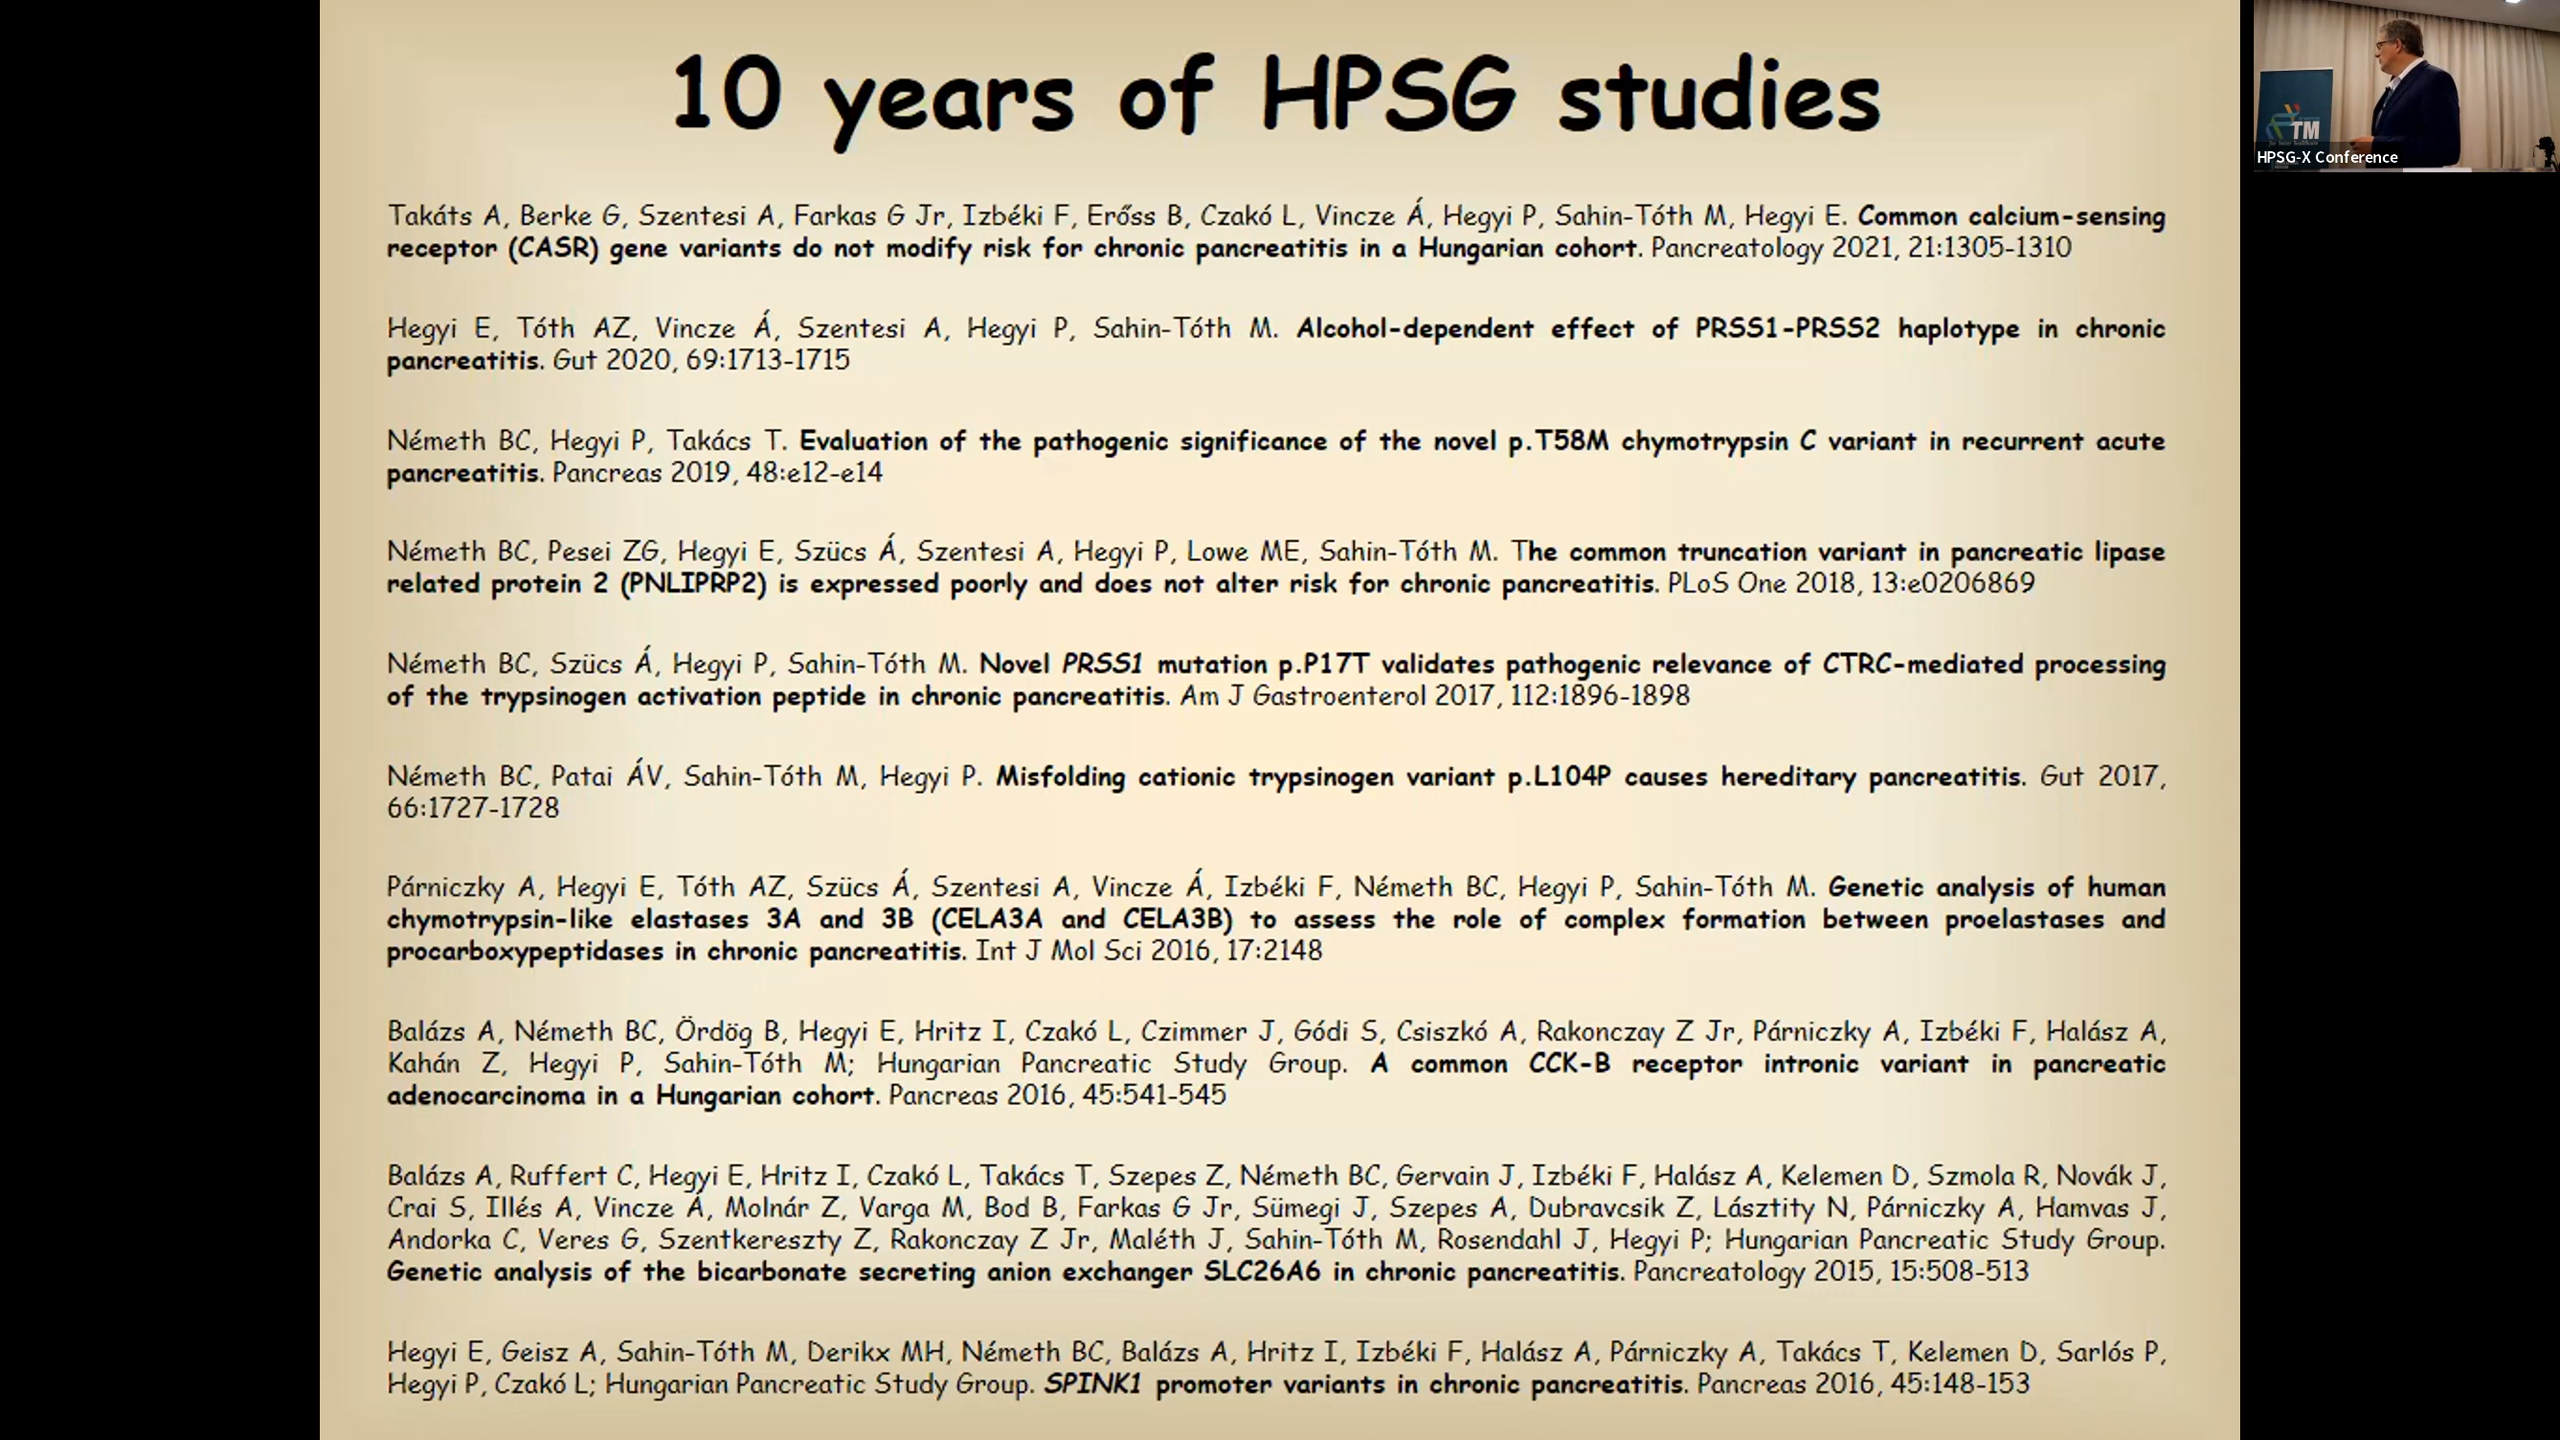 10 years of HPSG studies
Takáts A, Berke G, Szentesi A, Farkas G Jr, Izbéki F, Erőss B, Czakó L, Vincze Á, Hegyi P, Sahin-Tóth M, Hegyi E. Common calcium-sensing
receptor (CASR) gene variants do not modify risk for chronic pancreatitis in a Hungarian cohort. Pancreatology 2021, 21:1305-1310
Hegyi E, Tóth AZ, Vincze Á, Szentesi A, Hegyi P, Sahin-Tóth M. Alcohol-dependent effect of PRSS1-PRSS2 haplotype in chronic
pancreatitis. Gut 2020, 69:1713-1715
Németh BC, Hegyi P, Takács T. Evaluation of the pathogenic significance of the novel p.T58M chymotrypsin C variant in recurrent acute
pancreatitis. Pancreas 2019, 48:e12-e14
Németh BC, Pesei ZG, Hegyi E, Szücs Á, Szentesi A, Hegyi P, Lowe ME, Sahin-Tóth M. The common truncation variant in pancreatic lipase
related protein 2 (PNLIPRP2) is expressed poorly and does not alter risk for chronic pancreatitis. PLoS One 2018, 13:e0206869
Németh BC, Szücs Á, Hegyi P, Sahin-Tóth M. Novel PRSS1 mutation p.P17T validates pathogenic relevance of CTRC-mediated processing
of the trypsinogen activation peptide in chronic pancreatitis. Am J Gastroenterol 2017, 112:1896-1898
Németh BC, Patai ÁV, Sahin-Tóth M, Hegyi P. Misfolding cationic trypsinogen variant p.L104P causes hereditary pancreatitis. Gut 2017,
66:1727-1728
Párniczky A, Hegyi E, Tóth AZ, Szücs Á, Szentesi A, Vincze Á, Izbéki F, Németh BC, Hegyi P, Sahin-Tóth M. Genetic analysis of human
chymotrypsin-like elastases 3A and 3B (CELA3A and CELA3B) to assess the role of complex formation between proelastases and
procarboxypeptidases in chronic pancreatitis. Int J Mol Sci 2016, 17:2148
Balázs A, Németh BC, Ördög B, Hegyi E, Hritz I, Czakó L, Czimmer J, Gódi S, Csiszkó A, Rakonczay Z Jr, Párniczky A, Izbéki F, Halász A,
Kahán Z, Hegyi P, Sahin-Tóth M; Hungarian Pancreatic Study Group. A common CCK-B receptor intronic variant in pancreatic
adenocarcinoma in a Hungarian cohort. Pancreas 2016, 45:541-545
Balázs A, Ruffert C, Hegyi E, Hritz I, Czakó L, Takács T, Szepes Z, Németh BC, Gervain J, Izbéki F, Halász A, Kelemen D, Szmola R, Novák J,
Crai S, Illés A, Vincze Á, Molnár Z, Varga M, Bod B, Farkas G Jr, Sümegi J, Szepes A, Dubravcsik Z, Lásztity N, Párniczky A, Hamvas J,
Andorka C, Veres G, Szentkereszty Z, Rakonczay Z Jr, Maléth J, Sahin-Tóth M, Rosendahl J, Hegyi P; Hungarian Pancreatic Study Group.
Genetic analysis of the bicarbonate secreting anion exchanger SLC26A6 in chronic pancreatitis. Pancreatology 2015, 15:508-513
Hegyi E, Geisz A, Sahin-Tóth M, Derikx MH, Németh BC, Balázs A, Hritz I, Izbéki F, Halász A, Párniczky A, Takács T, Kelemen D, Sarlós P,
Hegyi P, Czakó L; Hungarian Pancreatic Study Group. SPINK1 promoter variants in chronic pancreatitis. Pancreas 2016, 45:148-153
TM
HPSG-X Conference